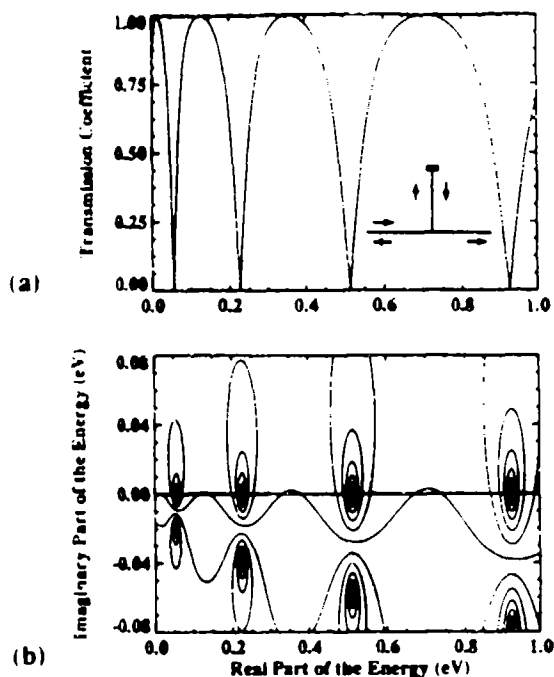 1.00
0.75
0.50
0.25
0.00
Transmission Coefficient
(a)
0.0 0.2 0.4 0.6 0.8 1.0
0.08
0.04
0.00
-0.04
-0.08
Imaginary Part of the Energy (eV)
0.0 0.2 0.4 0.6 0.8 1.0
(b)
Real Part of the Energy (eV)